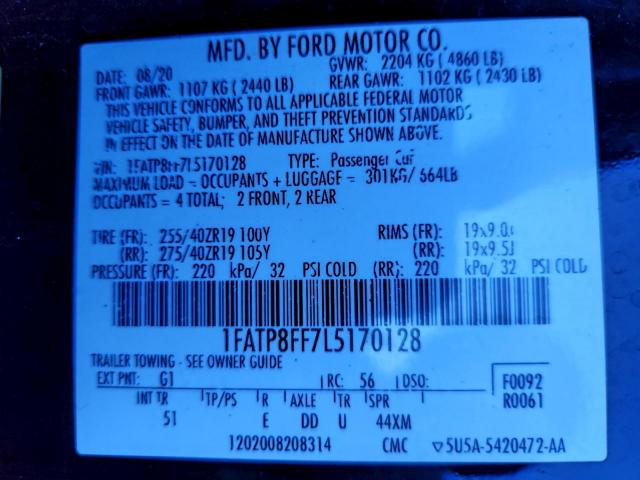 MFD. BY FORD MOTOR CO.
DATE: 08/20 GVWR: 2204 KG ( 4860 LB)
FRONT GAWR: 1107 KG ( 2440 LB) REAR GAWR: 1102 KG ( 2430 LB)
THIS VEHICLE CONFORMS TO ALL APPLICABLE FEDERAL MOTOR
VEHICLE SAFETY, BUMPER, AND THEFT PREVENTION STANDARDS
IN EFFECT ON THE DATE OF MANUFACTURE SHOWN ABOVE.
VIN: 1FATP8FF7L5170128 TYPE: Passenger Car
MAXIMUM LOAD = OCCUPANTS + LUGGAGE = 301KG/ 664LB
OCCUPANTS = 4 TOTAL; 2 FRONT, 2 REAR
TIRE (FR): 255/40ZR19 100Y RIMS (FR): 19x9.0J
(RR): 275/40ZR19 105Y (RR): 19x9.5J
PRESSURE (FR): 220 kPa/ 32 PSI COLD (RR): 220 kPa/ 32 PSI COLD
1FATP8FF7L5170128
TRAILER TOWING - SEE OWNER GUIDE
EXT PNT: G1 RC: 56 DSO: F0092
INT TR TP/PS R AXLE TR SPR R0061
51 E DD U 44XM
1202008208314 CMC ▽5U5A-5420472-AA